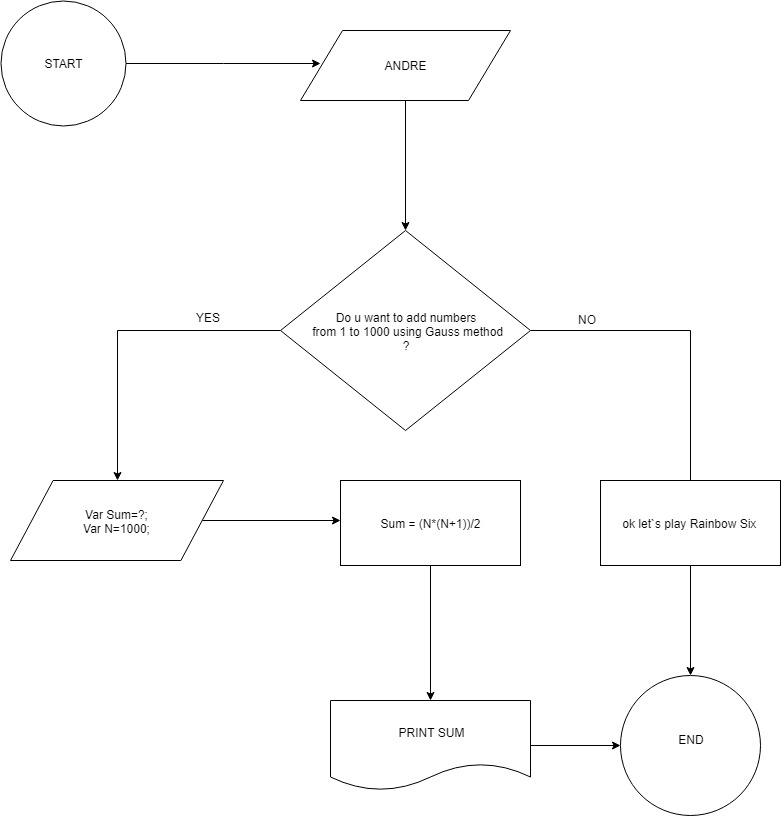 START
ANDRE
Do u want to add numbers
from 1 to 1000 using Gauss method
?
YES
NO
Var Sum=?;
Var N=1000;
Sum = (N*(N+1))/2
ok let`s play Rainbow Six
PRINT SUM
END